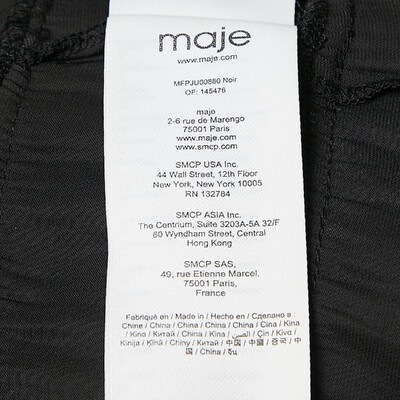 maje
www.maje.com
MFPJU00880 Noir
OF: 145476
maje
2-6 rue de Marengo
75001 Paris
www.maje.com
www.smcp.com
SMCP USA Inc.
44 Wall Street, 12th Floor
New York, New York 10005
RN 132784
SMCP ASIA Inc.
The Centrium, Suite 3203A-5A 32/F
60 Wyndham Street, Central
Hong Kong
SMCP SAS,
49, rue Etienne Marcel,
75001 Paris,
France
Fabriqué en / Made in / Hecho en / Сделано в :
China / China / China / China / China / Cina / Kina
/ Kina / Kina / Китай / China / الصين / Çin / Kíva /
Kinija / Ķīnā / Chiny / Китай / 中国 / 中國 / 중
국 / China / จีน